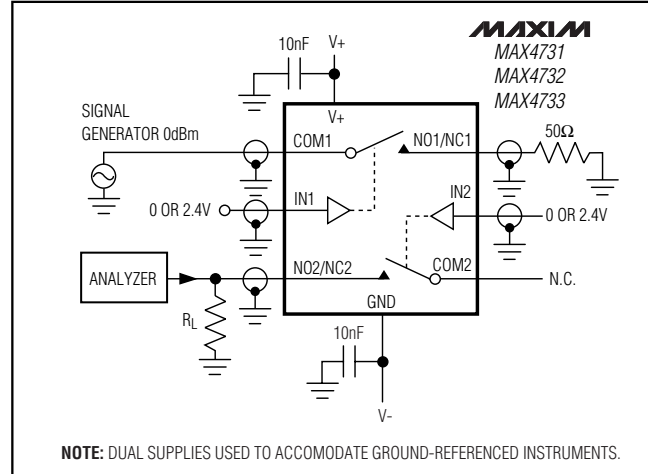 MAXIM
MAX4731
MAX4732
MAX4733
10nF
V+
V+
SIGNAL
GENERATOR 0dBm
COM1
NO1/NC1
50Ω
0 OR 2.4V
IN1
IN2
0 OR 2.4V
ANALYZER
NO2/NC2
COM2
N.C.
GND
RL
10nF
V-
NOTE: DUAL SUPPLIES USED TO ACCOMODATE GROUND-REFERENCED INSTRUMENTS.